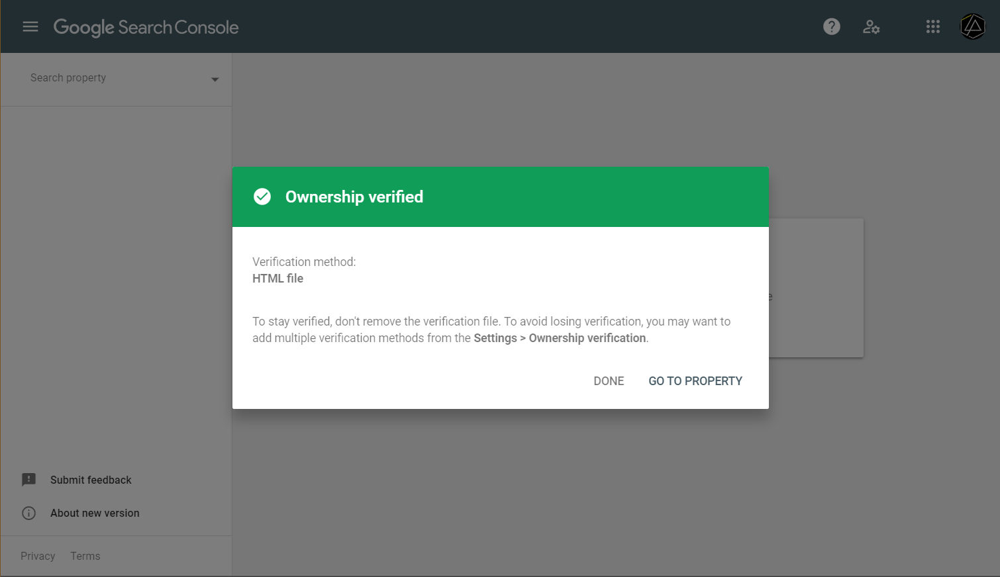 Google Search Console
Search property
Ownership verified
Verification method:
HTML file
e
To stay verified, don't remove the verification file. To avoid losing verification, you may want to
add multiple verification methods from the Settings > Ownership verification.
DONE GO TO PROPERTY
Submit feedback
About new version
Privacy Terms